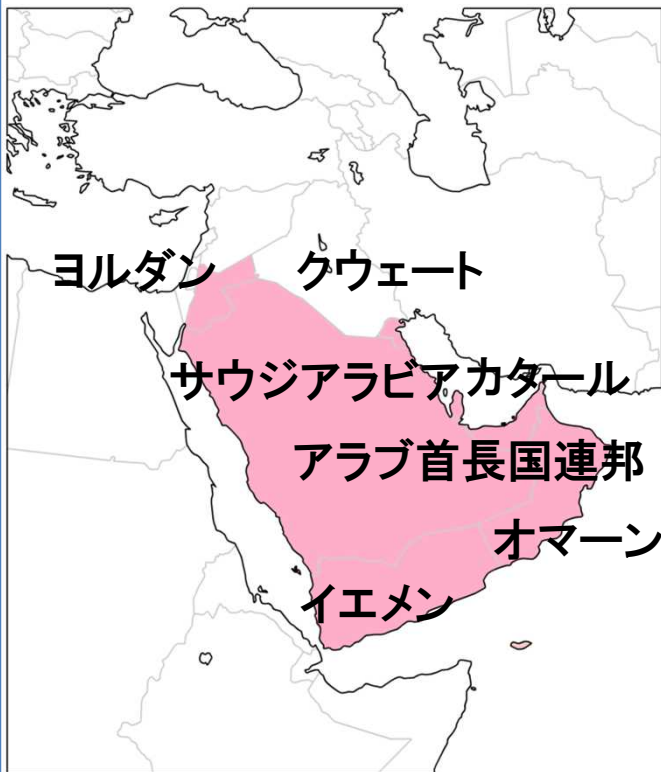 ヨルダン クウェート
サウジアラビア カタール
アラブ首長国連邦
オマーン
イエメン